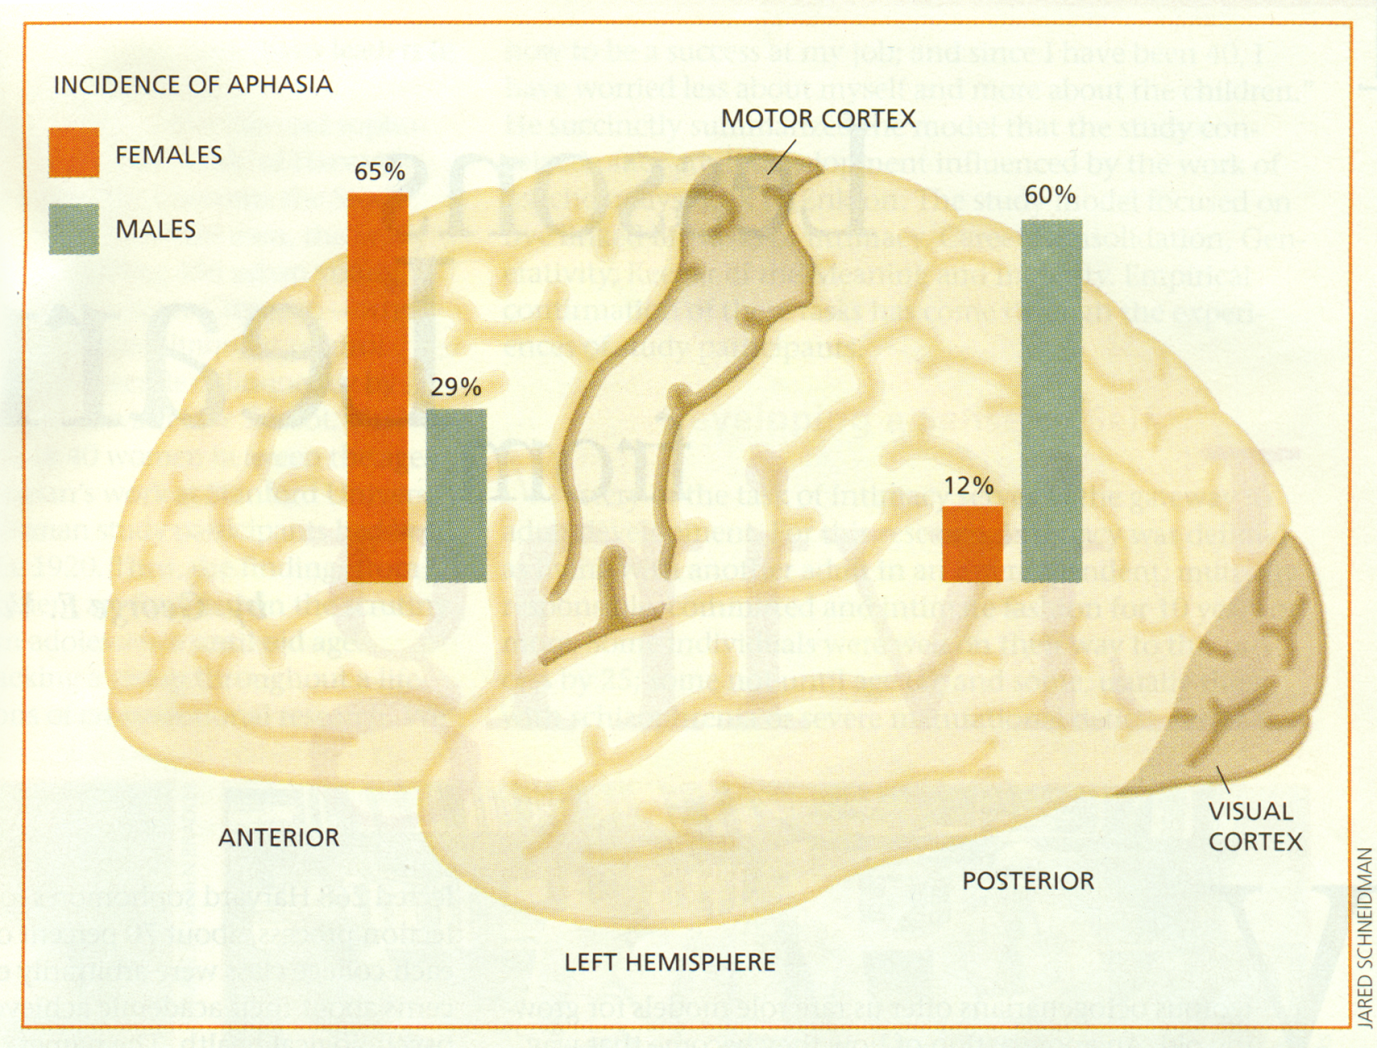 INCIDENCE OF APHASIA
FEMALES
MALES
MOTOR CORTEX
65%
29%
60%
12%
ANTERIOR
VISUAL
CORTEX
POSTERIOR
LEFT HEMISPHERE
JARED SCHNEIDMAN